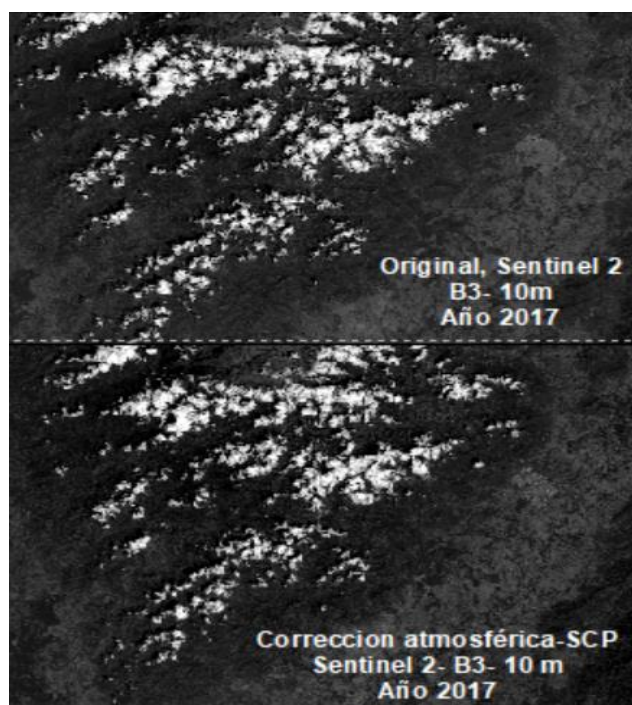 Original, Sentinel 2
B3- 10m
Año 2017
Correccion atmosférica-SCP
Sentinel 2- B3- 10 m
Año 2017